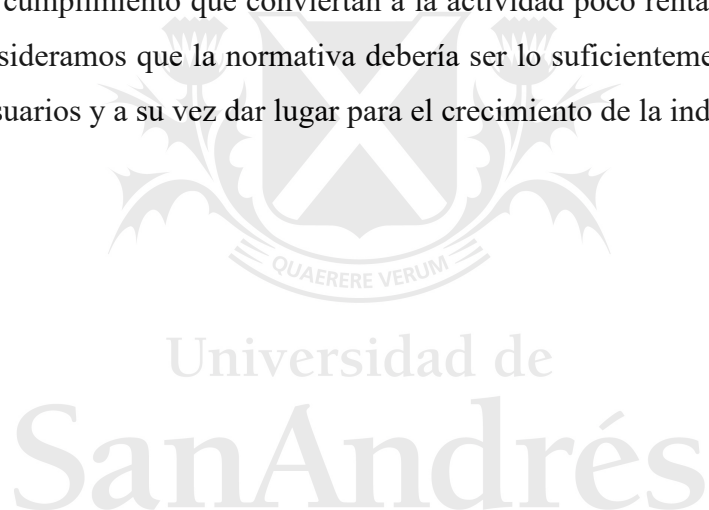 cumplimiento que conviertan a la actividad poco renta
sideramos que la normativa debería ser lo suficienteme
suarios y a su vez dar lugar para el crecimiento de la ind
QUAERERE VERUM
Universidad de
SanAndrés